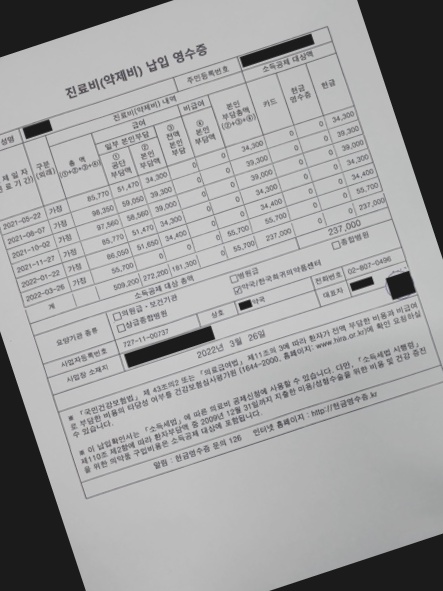 진료비(약제비) 납입 영수증
성명
주민등록번호
진료비(약제비) 내역
소득공제 대상액
구분
(의례)
총 액
(①+②+③+④)
급여
일부 본인부담
①
공단
부담액
②
본인
부담액
③
전액
본인
부담
비급여
④
본인
부담액
본인
부담총액
(②+③+④)
카드
현금
영수증
현금
2021-05-22 가정 85,770 51,470 34,300 0 0 34,300 0 0 34,300
2021-08-07 가정 98,350 59,050 39,300 0 0 39,300 0 0 39,300
2021-10-02 가정 97,560 58,560 39,000 0 0 39,000 0 0 39,000
2021-11-27 가정 85,770 51,470 34,300 0 0 34,300 0 0 34,300
2022-01-22 가정 86,050 51,650 34,400 0 0 34,400 0 0 34,400
2022-03-26 가정 55,700 0 0 0 55,700 55,700 0 0 55,700
계 509,200 272,200 181,300 0 55,700 237,000 0 0 237,000
소득공제 대상 총액 237,000
요양기관 종류
□의원급ㆍ보건기관 □병원급 □종합병원
□상급종합병원 ☑약국/한국희귀의약품센터
사업자등록번호 727-11-00737 상호 약국 전화번호 02-807-0496
사업장 소재지 대표자
2022년 3월 26일
※ 「국민건강보험법」 제 43조의2 또는 「의료급여법」 제11조의 3에 따라 환자가 전액 부담한 비용과 비급여
로 부담한 비용의 타당성 여부를 건강보험심사평가원 (1644-2000, 홈페이지: www.hira.or.kr)에 확인 요청하실
수 있습니다.
※ 이 납입확인서는 「소득세법」에 따른 의료비 공제신청에 사용할 수 있습니다. 다만, 「소득세법 시행령」
제110조 제2항에 따라 환자부담액 중 2009년 12월 31일까지 지출한 미용/성형수술을 위한 비용 및 건강 증진
을 위한 의약품 구입비용은 소득공제 대상에 포함됩니다.
알림 : 현금영수증 문의 126 인터넷 홈페이지 : http://현금영수증.kr